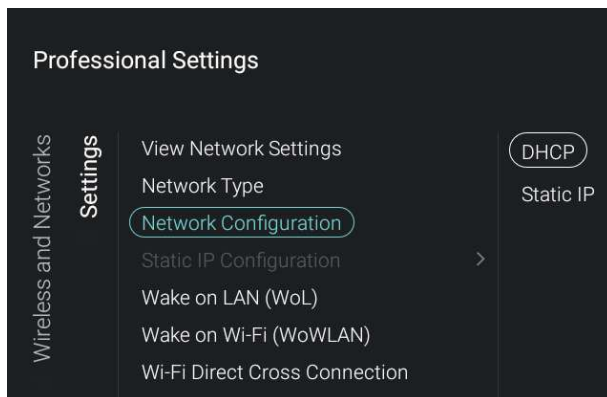 Professional Settings
Wireless and Networks
Settings
View Network Settings
Network Type
Network Configuration
Static IP Configuration >
Wake on LAN (WoL)
Wake on Wi-Fi (WoWLAN)
Wi-Fi Direct Cross Connection
DHCP
Static IP